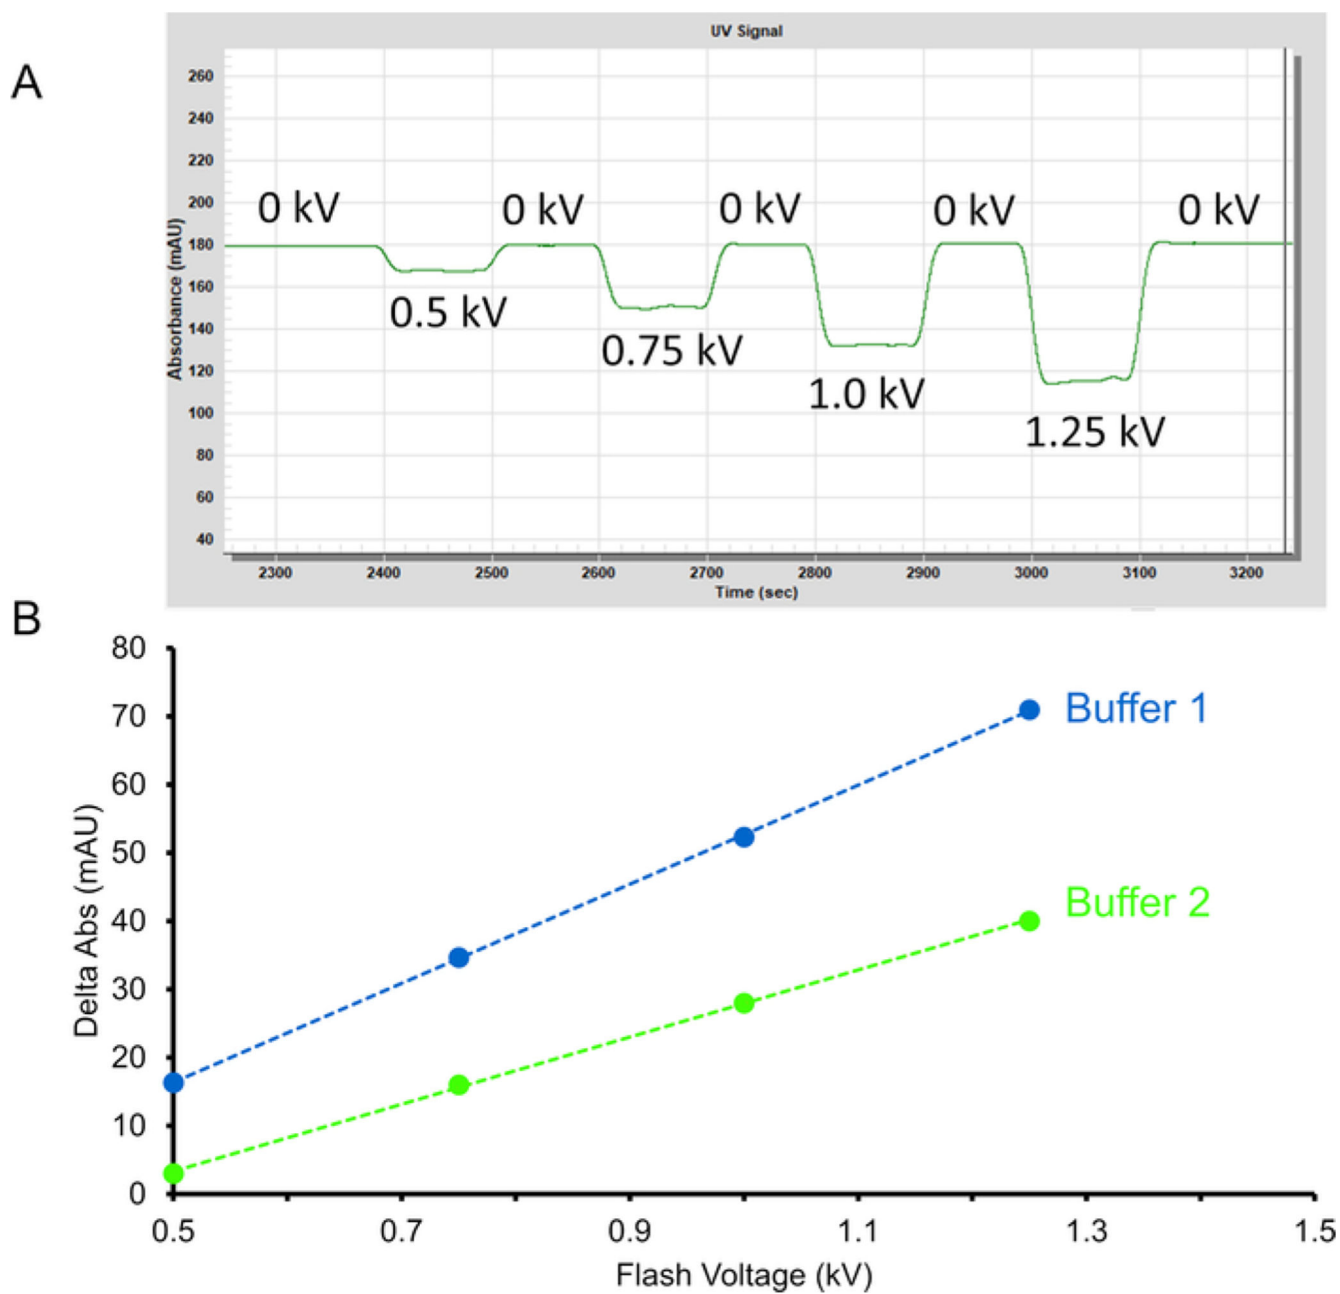 A
UV Signal
260
240
220
200
180
160
140
120
100
80
60
40
Absorbance (mAU)
0 kV
0 kV
0 kV
0 kV
0 kV
0.5 kV
0.75 kV
1.0 kV
1.25 kV
2300 2400 2500 2600 2700 2800 2900 3000 3100 3200
Time (sec)
B
80
70
60
50
40
30
20
10
0
Delta Abs (mAU)
Buffer 1
Buffer 2
0.5 0.7 0.9 1.1 1.3 1.5
Flash Voltage (kV)